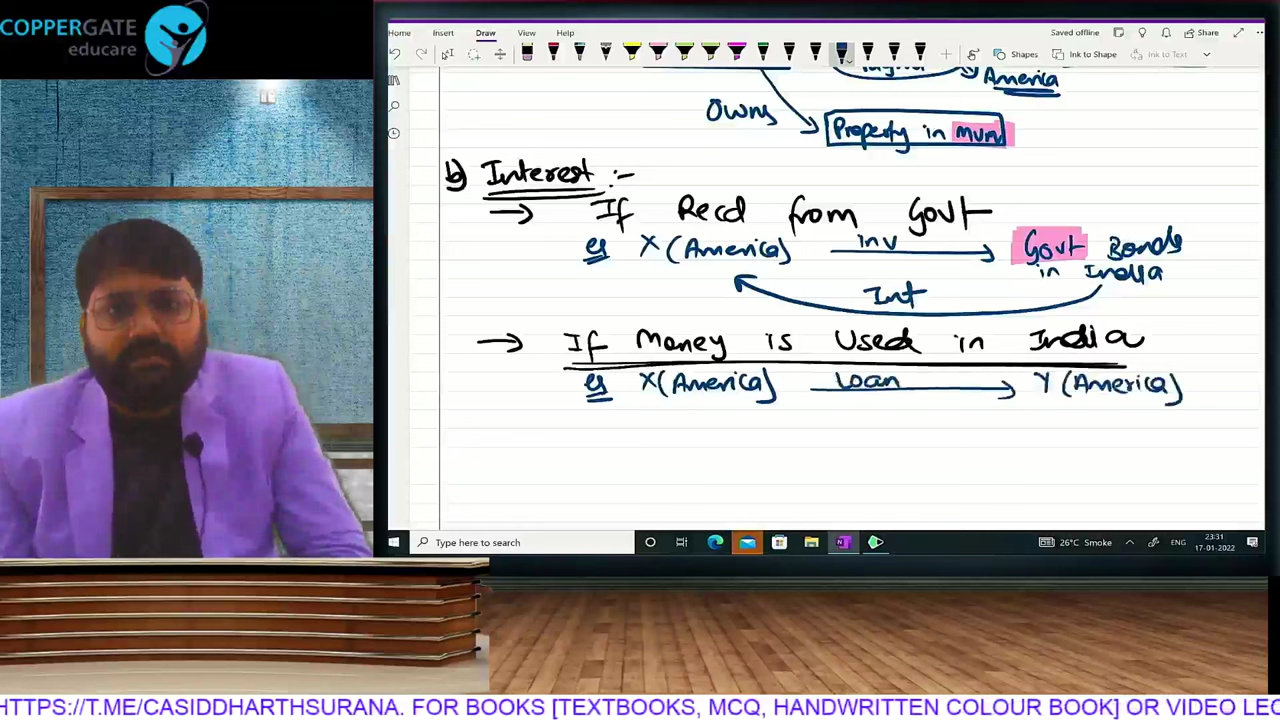 COPPERGATE
educare
Home Insert Draw View Help
Saved offline
Share
Shapes
Ink to Shape
Ink to Text
America
Owns
Property in mum
b) Interest :-
→ If Recd from Govt
eg X (America) inv → Govt Bonds
in India
Int
→ If Money is Used in India
eg X (America) Loan → Y (America)
Type here to search
26°C Smoke
ENG
23:31
17-01-2022
HTTPS://T.ME/CASIDDHARTHSURANA. FOR BOOKS [TEXTBOOKS, MCQ, HANDWRITTEN COLOUR BOOK] OR VIDEO LEC